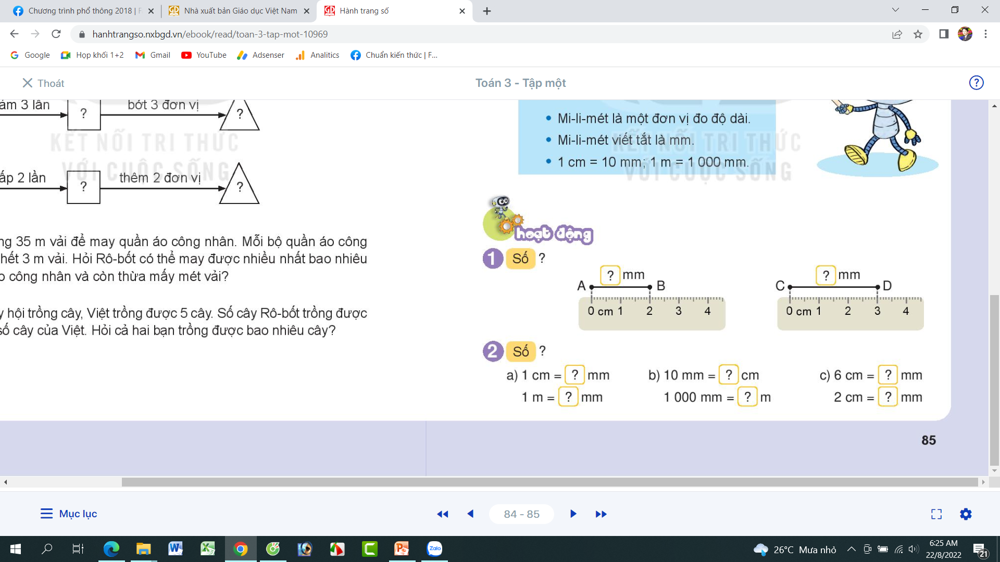 Chương trình phổ thông 2018 | F
Nhà xuất bản Giáo dục Việt Nam
Hành trang số
hanhtrangso.nxbgd.vn/ebook/read/toan-3-tap-mot-10969
Google
Họp khối 1+2
Gmail
YouTube
Adsenser
Analitics
Chuẩn kiến thức | F...
Thoát
Toán 3 - Tập một
?
ảm 3 lần
?
bớt 3 đơn vị
?
ấp 2 lần
?
thêm 2 đơn vị
?
KẾT NỐI TRI THỨC
VỚI CUỘC SỐNG
ng 35 m vải để may quần áo công nhân. Mỗi bộ quần áo công
hết 3 m vải. Hỏi Rô-bốt có thể may được nhiều nhất bao nhiêu
o công nhân và còn thừa mấy mét vải?
y hội trồng cây, Việt trồng được 5 cây. Số cây Rô-bốt trồng được
số cây của Việt. Hỏi cả hai bạn trồng được bao nhiêu cây?
• Mi-li-mét là một đơn vị đo độ dài.
• Mi-li-mét viết tắt là mm.
• 1 cm = 10 mm; 1 m = 1 000 mm.
KẾT NỐI TRI THỨC
VỚI CUỘC SỐNG
hoạt động
1 Số ?
? mm
A B
0 cm 1 2 3 4
? mm
C D
0 cm 1 2 3 4
2 Số ?
a) 1 cm = ? mm
1 m = ? mm
b) 10 mm = ? cm
1 000 mm = ? m
c) 6 cm = ? mm
2 cm = ? mm
85
Mục lục
84 - 85
Zalo
26°C Mưa nhỏ
6:25 AM
22/8/2022
21